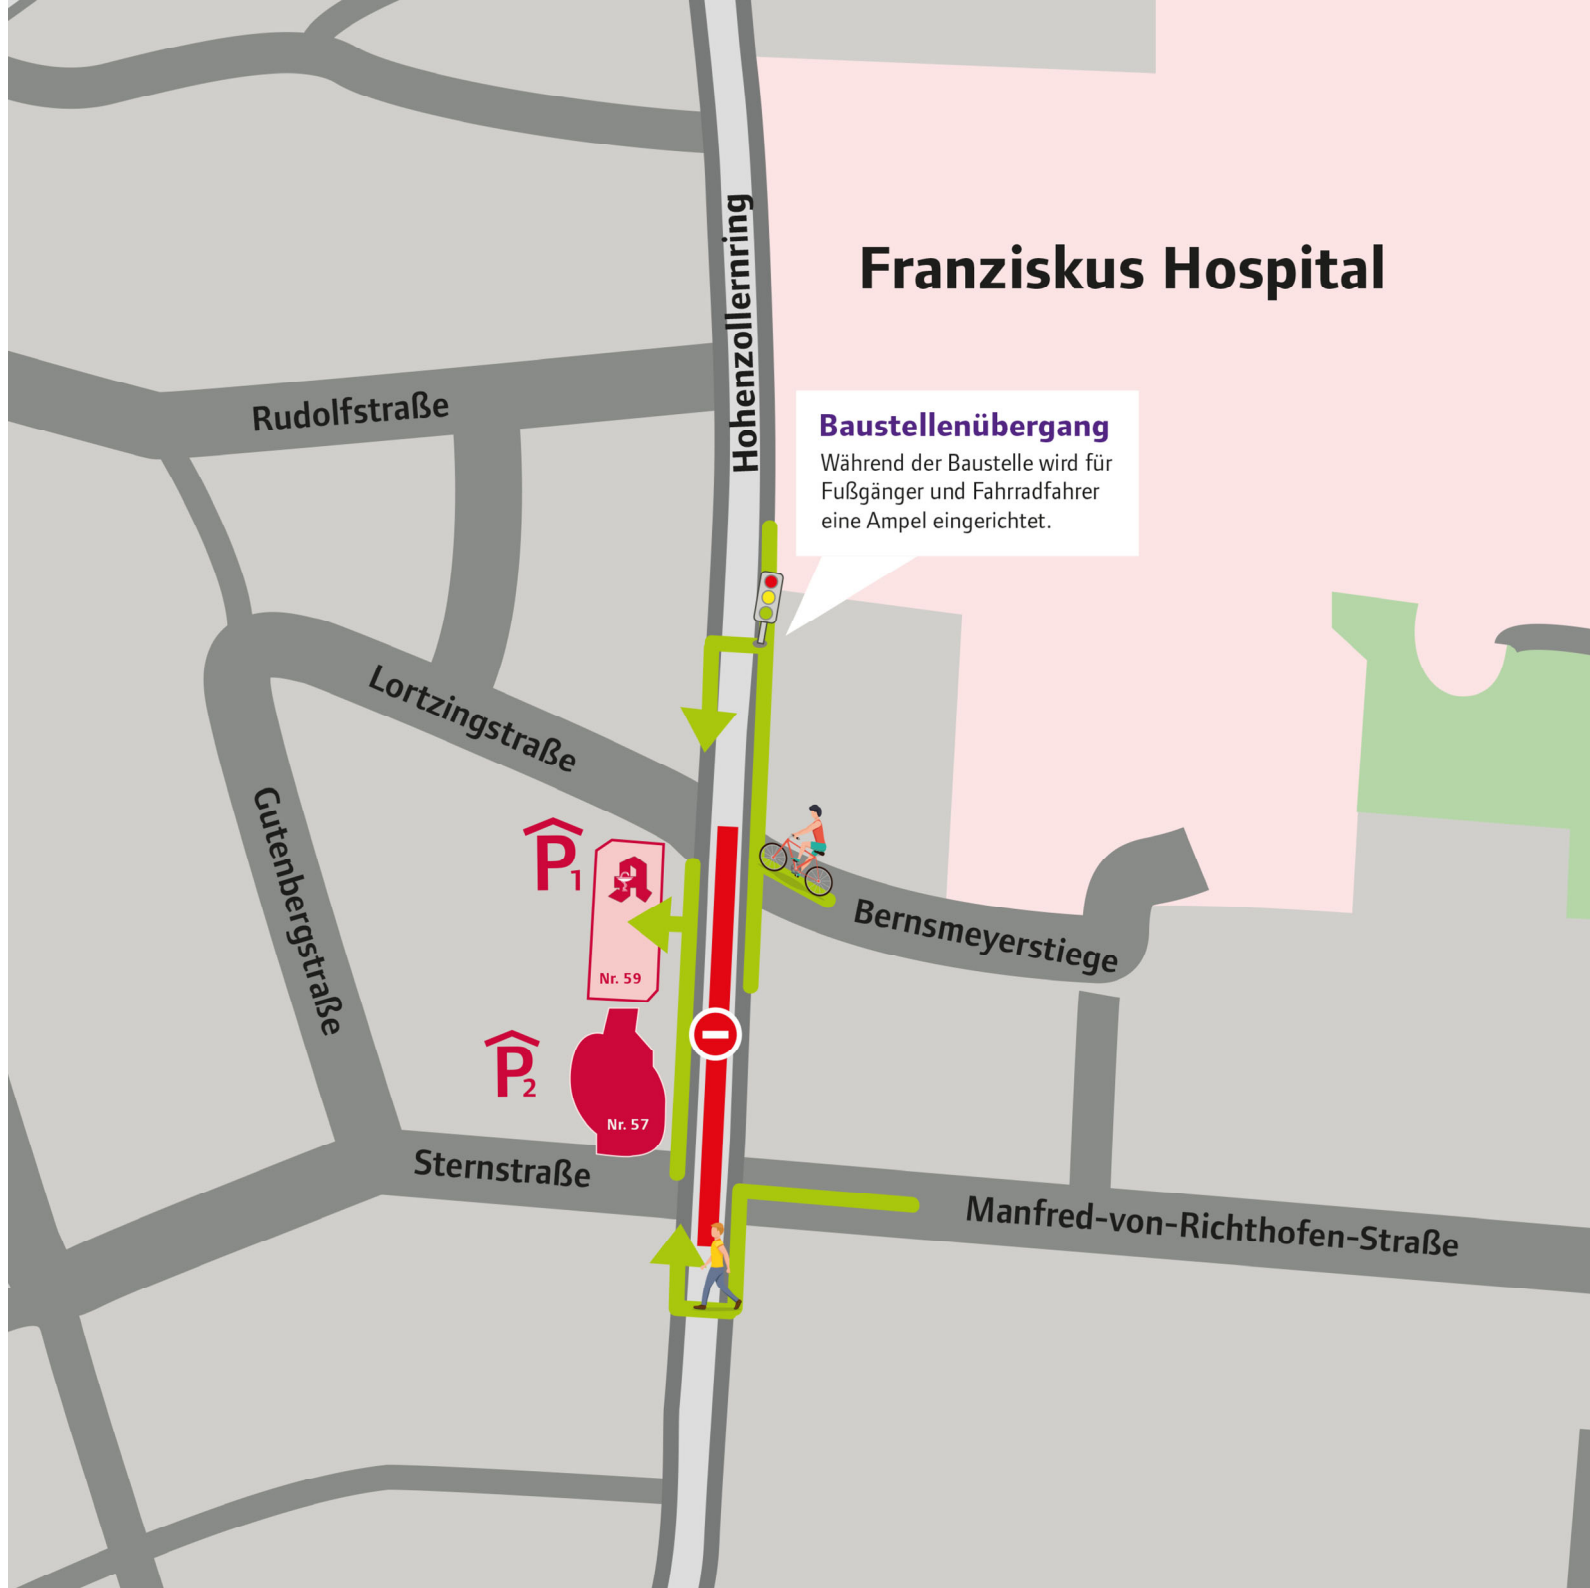 Hohenzollernring
Franziskus Hospital
Rudolfstraße
Baustellenübergang
Während der Baustelle wird für
Fußgänger und Fahrradfahrer
eine Ampel eingerichtet.
Lortzingstraße
Gutenbergstraße
P1
A
Nr. 59
Bernsmeyerstiege
P2
Nr. 57
Sternstraße
Manfred-von-Richthofen-Straße